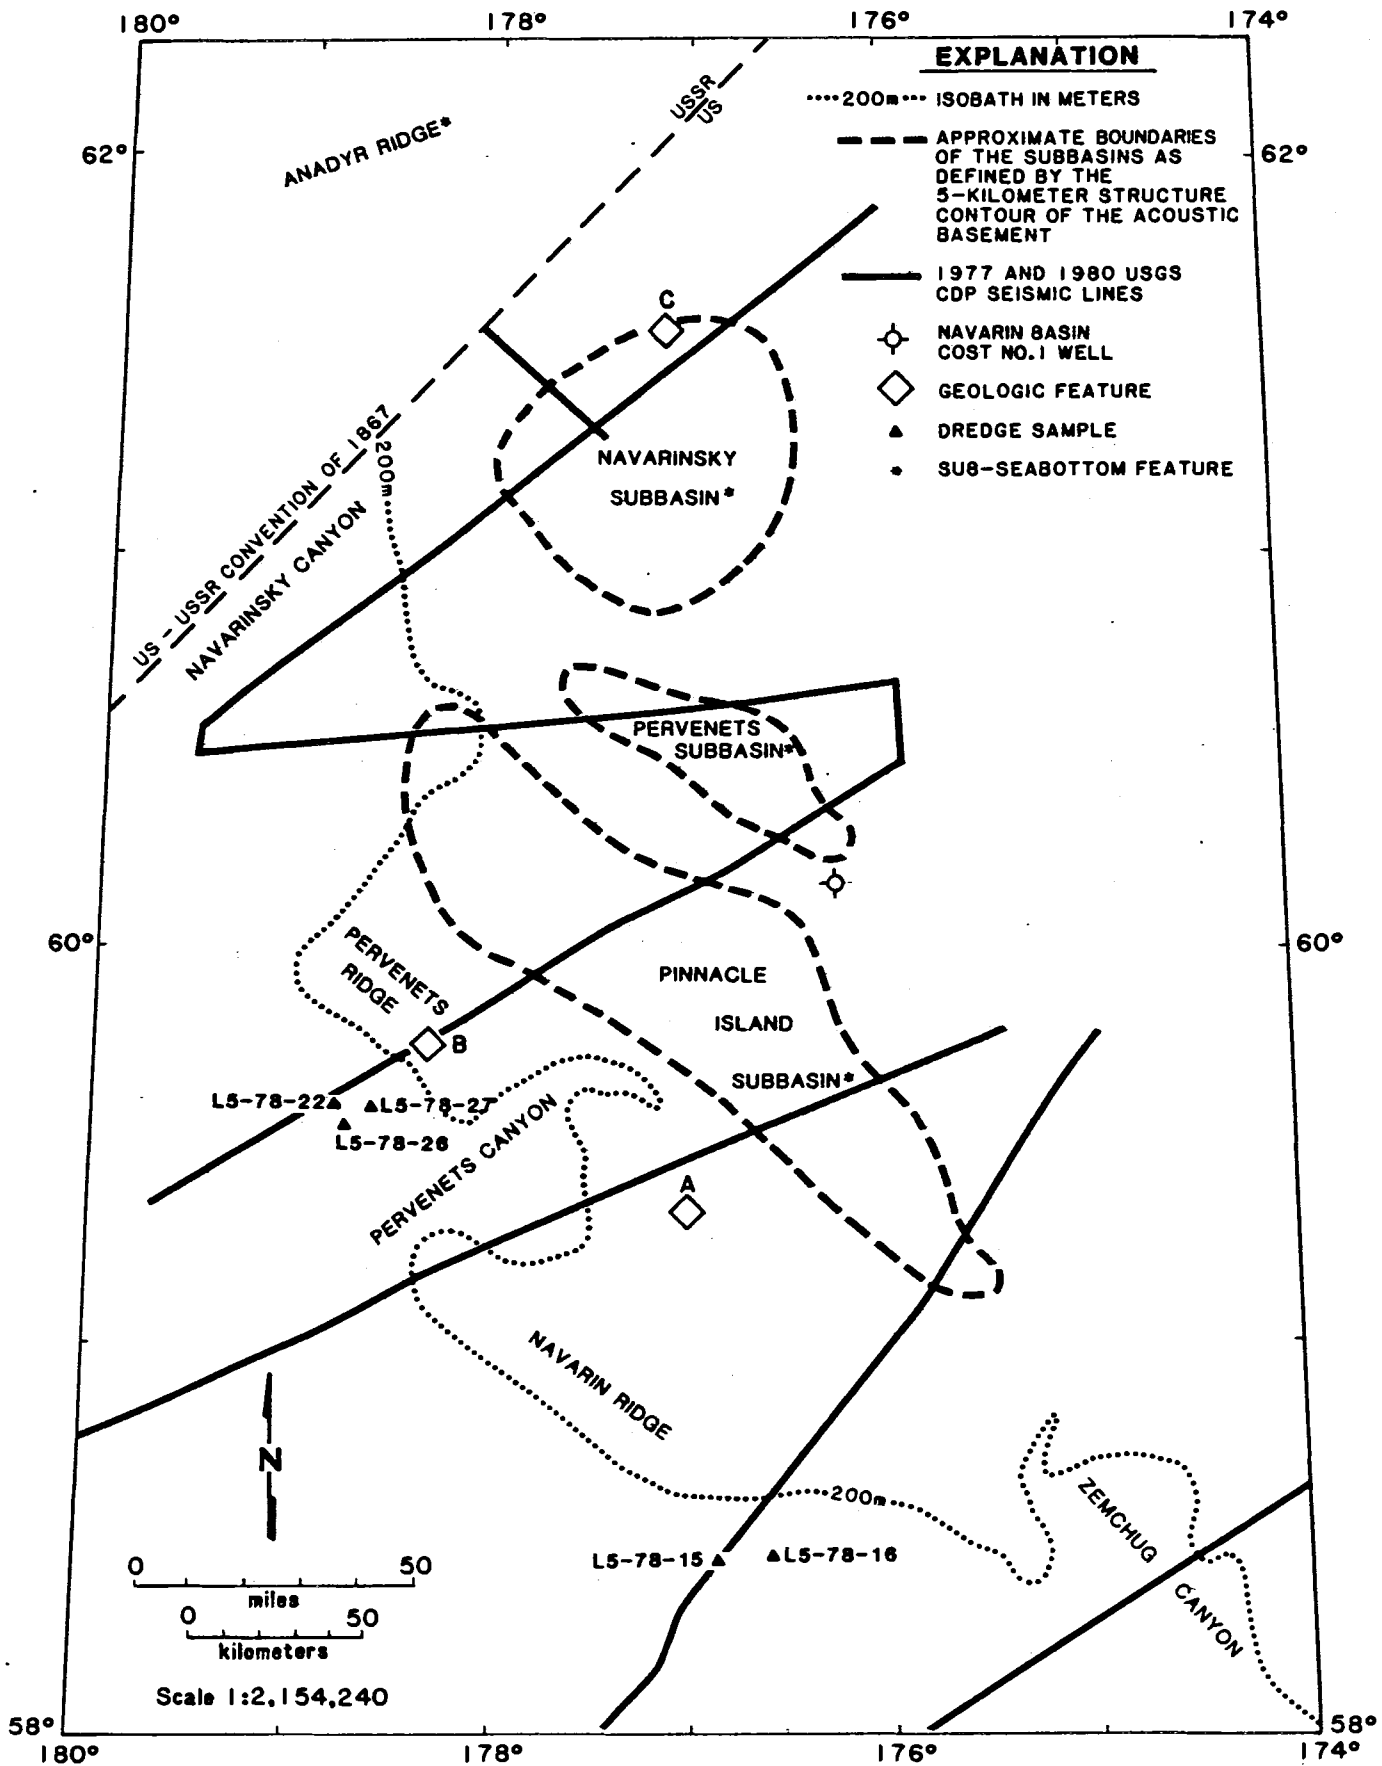 180°
178°
176°
174°
EXPLANATION
200m ISOBATH IN METERS
APPROXIMATE BOUNDARIES
OF THE SUBBASINS AS
DEFINED BY THE
5-KILOMETER STRUCTURE
CONTOUR OF THE ACOUSTIC
BASEMENT
1977 AND 1980 USGS
CDP SEISMIC LINES
NAVARIN BASIN
COST NO.1 WELL
GEOLOGIC FEATURE
DREDGE SAMPLE
* SUB-SEABOTTOM FEATURE
USSR
US
ANADYR RIDGE*
62°
62°
C
US - USSR CONVENTION OF 1867
200m
NAVARINSKY CANYON
NAVARINSKY
SUBBASIN*
PERVENETS
SUBBASIN*
60°
60°
PERVENETS
RIDGE
PINNACLE
ISLAND
SUBBASIN*
B
L5-78-22
L5-78-27
L5-78-26
PERVENETS CANYON
A
NAVARIN RIDGE
N
200m
ZEMCHUG
CANYON
L5-78-15
L5-78-16
0 50
miles
0 50
kilometers
Scale 1:2,154,240
58°
58°
180°
178°
176°
174°